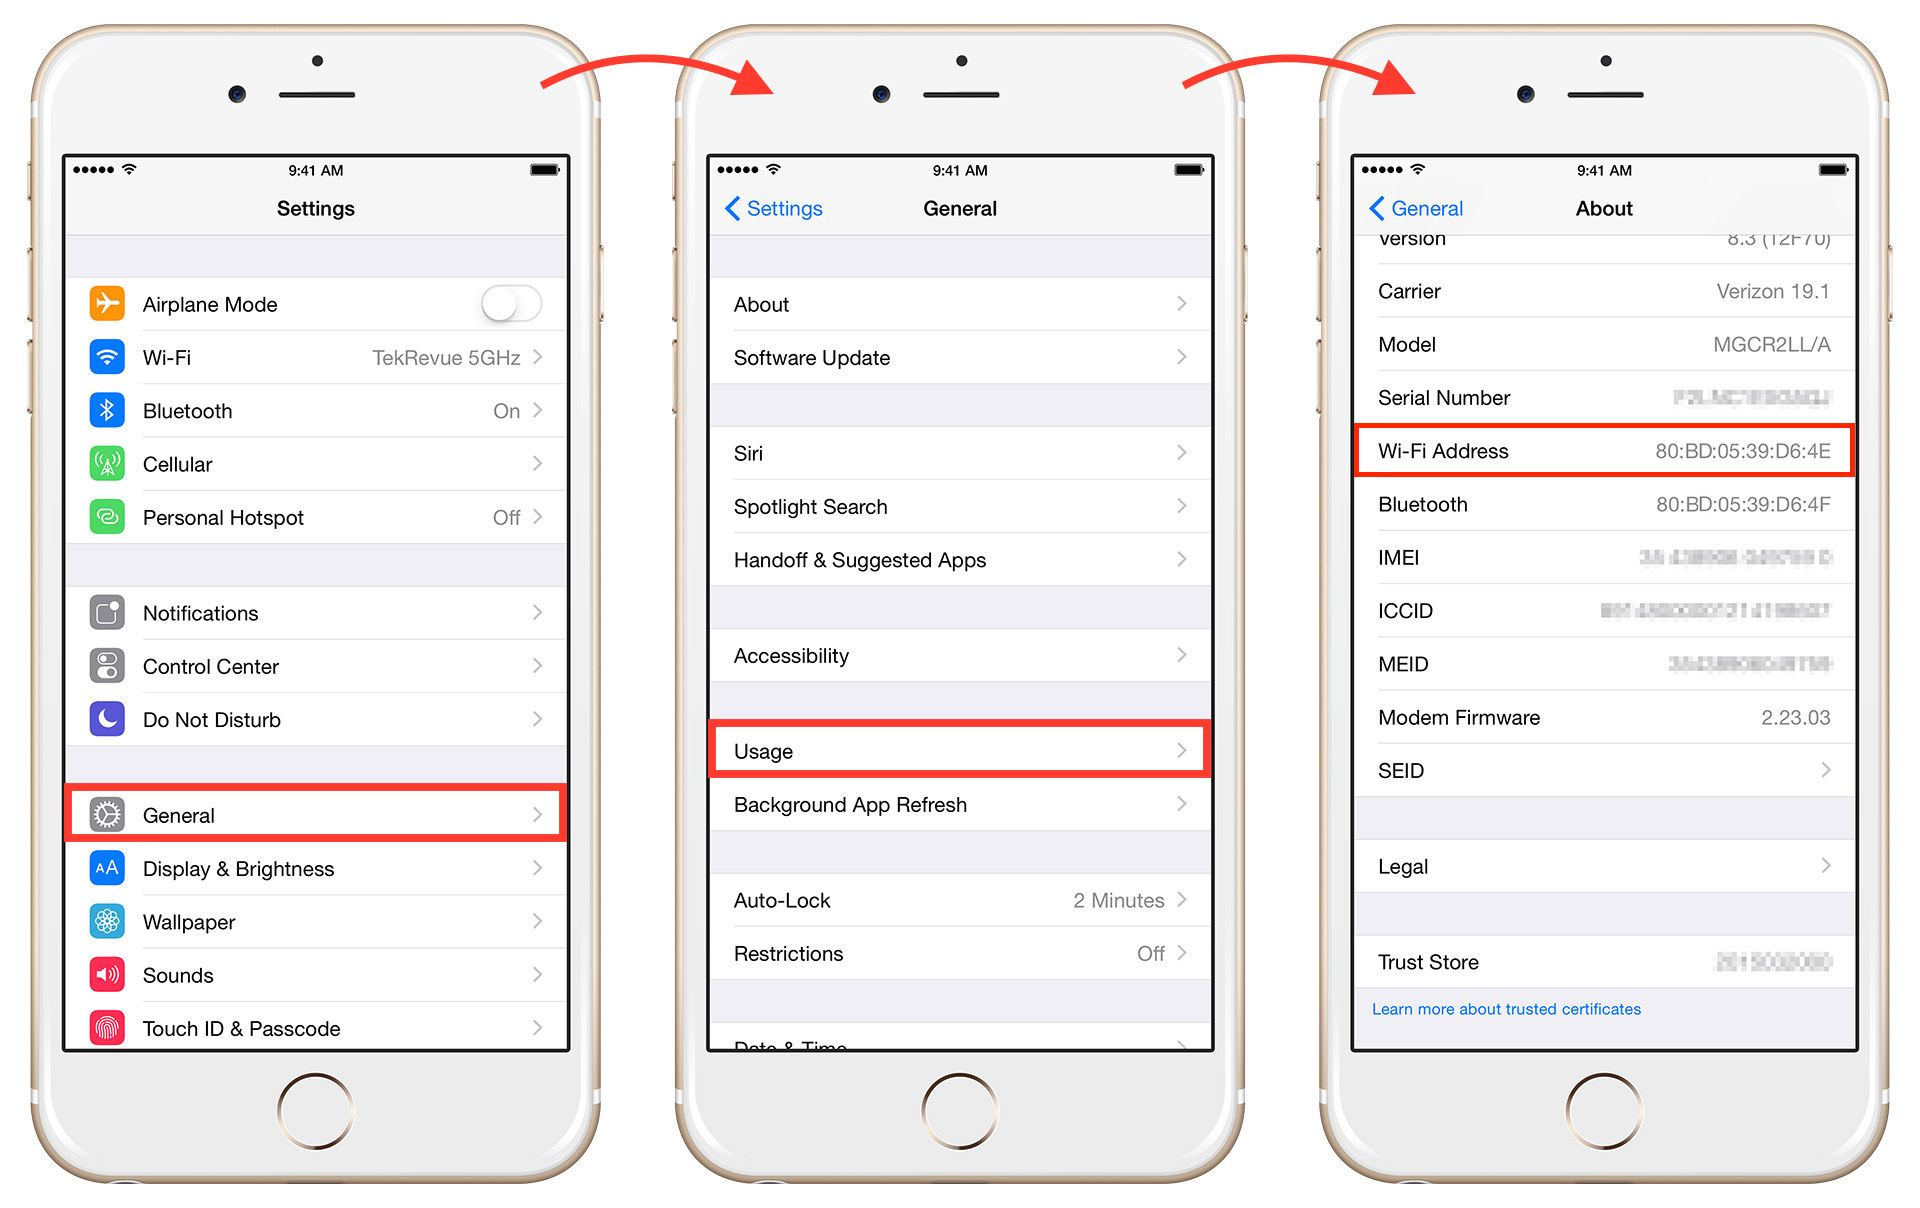 9:41 AM
Settings
Airplane Mode
Wi-Fi TekRevue 5GHz
Bluetooth On
Cellular
Personal Hotspot Off
Notifications
Control Center
Do Not Disturb
General
AA Display & Brightness
Wallpaper
Sounds
Touch ID & Passcode
9:41 AM
Settings General
About
Software Update
Siri
Spotlight Search
Handoff & Suggested Apps
Accessibility
Usage
Background App Refresh
Auto-Lock 2 Minutes
Restrictions Off
Date & Time
9:41 AM
General About
Version 8.3 (12F70)
Carrier Verizon 19.1
Model MGCR2LL/A
Serial Number
Wi-Fi Address 80:BD:05:39:D6:4E
Bluetooth 80:BD:05:39:D6:4F
IMEI
ICCID
MEID
Modem Firmware 2.23.03
SEID
Legal
Trust Store
Learn more about trusted certificates